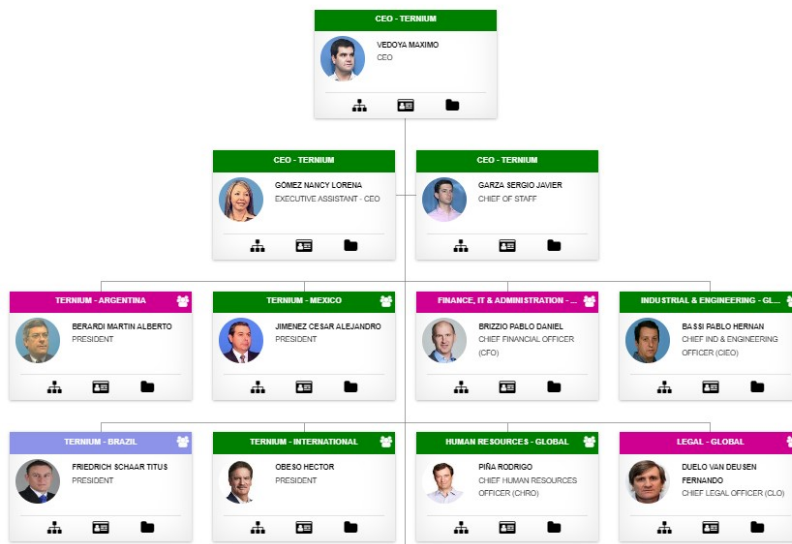 CEO - TERNIUM
VEDOYA MAXIMO
CEO
CEO - TERNIUM
GÓMEZ NANCY LORENA
EXECUTIVE ASSISTANT - CEO
CEO - TERNIUM
GARZA SERGIO JAVIER
CHIEF OF STAFF
TERNIUM - ARGENTINA
BERARDI MARTIN ALBERTO
PRESIDENT
TERNIUM - MEXICO
JIMENEZ CESAR ALEJANDRO
PRESIDENT
FINANCE, IT & ADMINISTRATION - ...
BRIZZIO PABLO DANIEL
CHIEF FINANCIAL OFFICER
(CFO)
INDUSTRIAL & ENGINEERING - GL...
BASSI PABLO HERNAN
CHIEF IND & ENGINEERING
OFFICER (CIEO)
TERNIUM - BRAZIL
FRIEDRICH SCHAAR TITUS
PRESIDENT
TERNIUM - INTERNATIONAL
OBESO HECTOR
PRESIDENT
HUMAN RESOURCES - GLOBAL
PIÑA RODRIGO
CHIEF HUMAN RESOURCES
OFFICER (CHRO)
LEGAL - GLOBAL
DUELO VAN DEUSEN
FERNANDO
CHIEF LEGAL OFFICER (CLO)